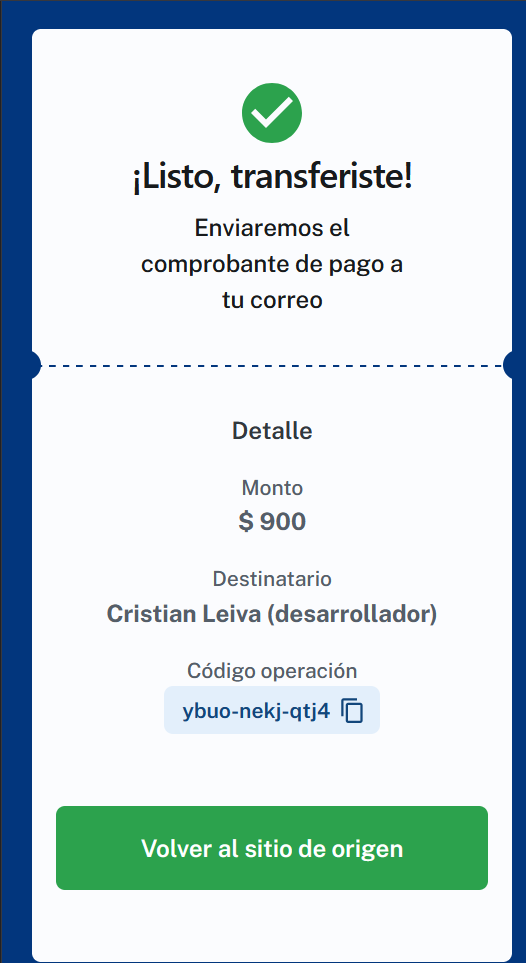 ¡Listo, transferiste!
Enviaremos el
comprobante de pago a
tu correo
Detalle
Monto
$ 900
Destinatario
Cristian Leiva (desarrollador)
Código operación
ybuo-nekj-qtj4
Volver al sitio de origen